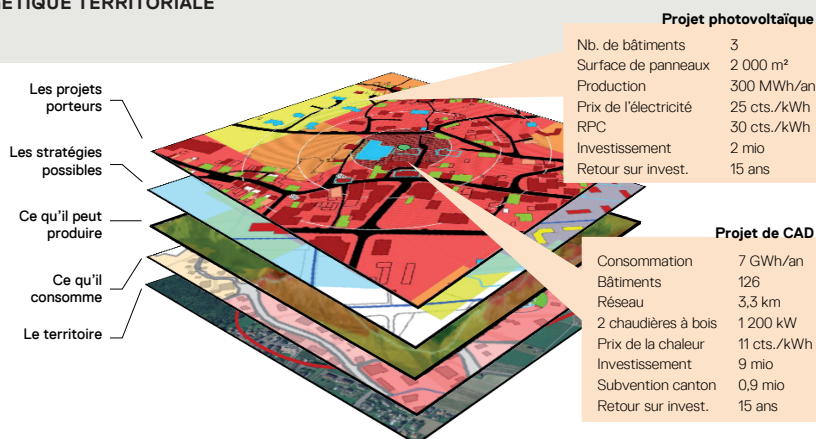 GÉTIQUE TERRITORIALE
Les projets
porteurs
Les stratégies
possibles
Ce qu'il peut
produire
Ce qu'il
consomme
Le territoire
Projet photovoltaïque
Nb. de bâtiments 3
Surface de panneaux 2 000 m²
Production 300 MWh/an
Prix de l'électricité 25 cts./kWh
RPC 30 cts./kWh
Investissement 2 mio
Retour sur invest. 15 ans
Projet de CAD
Consommation 7 GWh/an
Bâtiments 126
Réseau 3,3 km
2 chaudières à bois 1 200 kW
Prix de la chaleur 11 cts./kWh
Investissement 9 mio
Subvention canton 0,9 mio
Retour sur invest. 15 ans